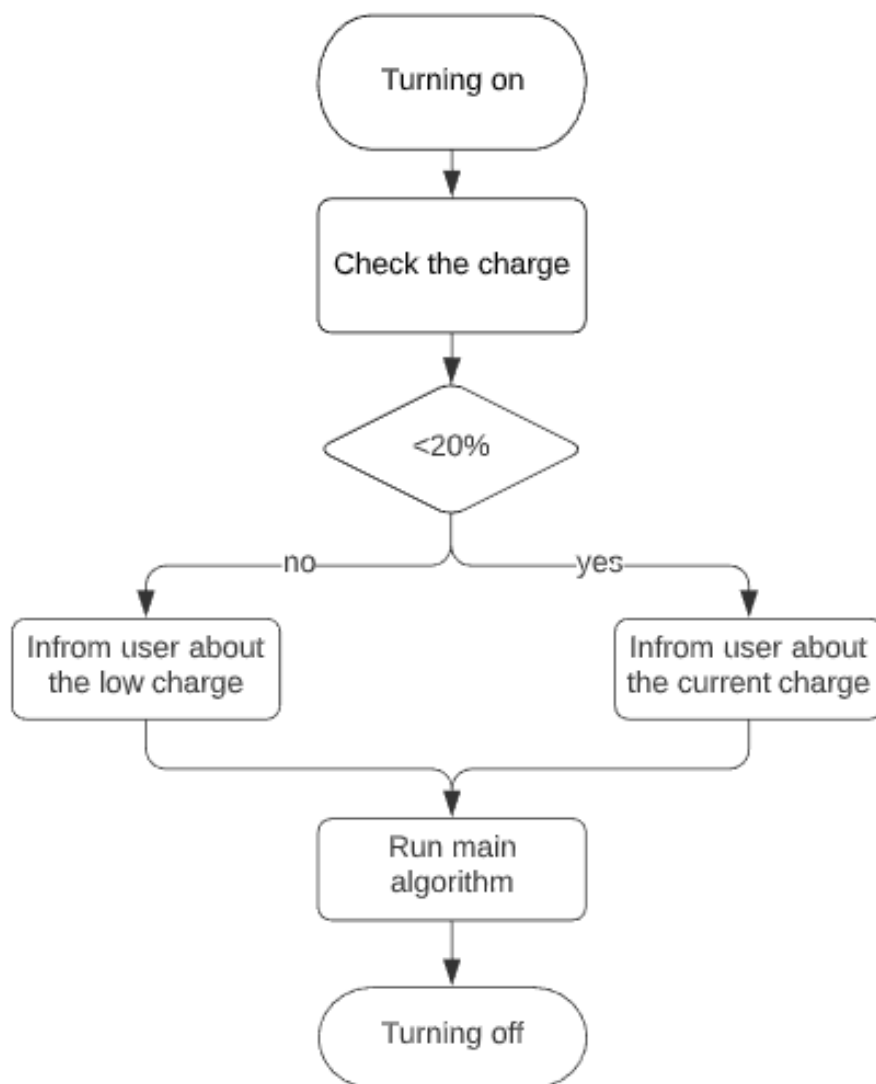 Turning on
Check the charge
<20%
no
yes
Infrom user about
the low charge
Infrom user about
the current charge
Run main
algorithm
Turning off